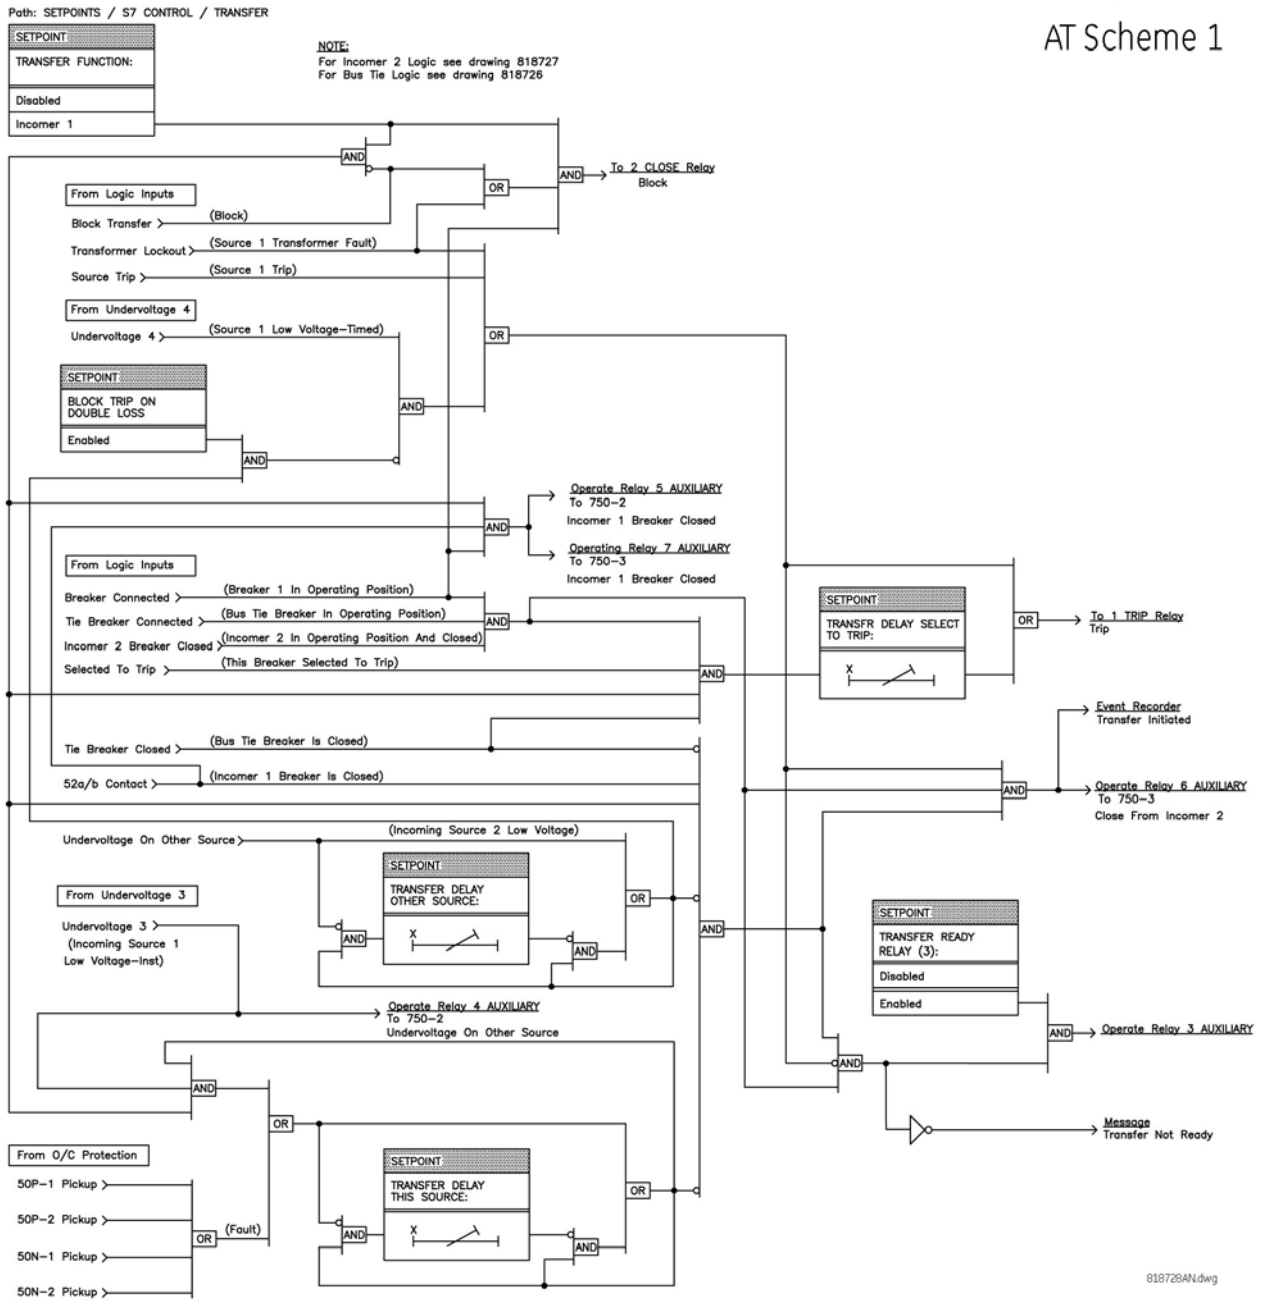 Path: SETPOINTS / S7 CONTROL / TRANSFER
AT Scheme 1
SETPOINT
TRANSFER FUNCTION:
Disabled
Incomer 1
NOTE:
For Incomer 2 Logic see drawing 818727
For Bus Tie Logic see drawing 818726
AND
OR
AND
To 2 CLOSE Relay
Block
From Logic Inputs
Block Transfer
(Block)
Transformer Lockout
(Source 1 Transformer Fault)
Source Trip
(Source 1 Trip)
From Undervoltage 4
Undervoltage 4
(Source 1 Low Voltage-Timed)
OR
SETPOINT
BLOCK TRIP ON
DOUBLE LOSS
Enabled
AND
AND
Operate Relay 5 AUXILIARY
To 750-2
Incomer 1 Breaker Closed
AND
Operating Relay 7 AUXILIARY
To 750-3
Incomer 1 Breaker Closed
From Logic Inputs
Breaker Connected
(Breaker 1 In Operating Position)
Tie Breaker Connected
(Bus Tie Breaker In Operating Position)
AND
Incomer 2 Breaker Closed
(Incomer 2 In Operating Position And Closed)
Selected To Trip
(This Breaker Selected To Trip)
AND
SETPOINT
TRANSFR DELAY SELECT
TO TRIP:
X
OR
To 1 TRIP Relay
Trip
Event Recorder
Transfer Initiated
Tie Breaker Closed
(Bus Tie Breaker Is Closed)
52a/b Contact
(Incomer 1 Breaker Is Closed)
AND
Operate Relay 6 AUXILIARY
To 750-3
Close From Incomer 2
Undervoltage On Other Source
(Incoming Source 2 Low Voltage)
SETPOINT
TRANSFER DELAY
OTHER SOURCE:
X
AND
AND
OR
AND
From Undervoltage 3
Undervoltage 3
(Incoming Source 1
Low Voltage-Inst)
SETPOINT
TRANSFER READY
RELAY (3):
Disabled
Enabled
Operate Relay 4 AUXILIARY
To 750-2
Undervoltage On Other Source
AND
Operate Relay 3 AUXILIARY
AND
AND
OR
Message
Transfer Not Ready
From O/C Protection
50P-1 Pickup
50P-2 Pickup
50N-1 Pickup
50N-2 Pickup
OR
(Fault)
SETPOINT
TRANSFER DELAY
THIS SOURCE:
X
AND
AND
OR
818728AN.dwg